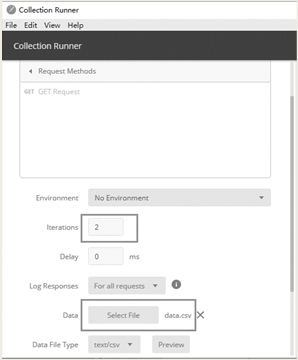 Collection Runner
File Edit View Help
Collection Runner
Request Methods
GET GET Request
Environment No Environment
Iterations 2
Delay 0 ms
Log Responses For all requests
Data Select File data.csv
Data File Type text/csv Preview